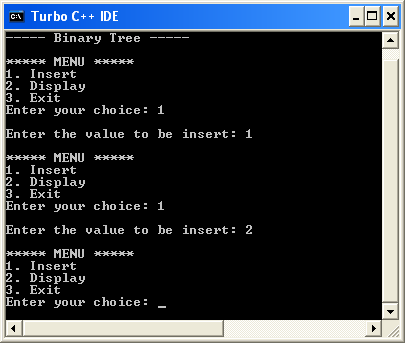 Turbo C++ IDE
----- Binary Tree -----
***** MENU *****
1. Insert
2. Display
3. Exit
Enter your choice: 1
Enter the value to be insert: 1
***** MENU *****
1. Insert
2. Display
3. Exit
Enter your choice: 1
Enter the value to be insert: 2
***** MENU *****
1. Insert
2. Display
3. Exit
Enter your choice: _